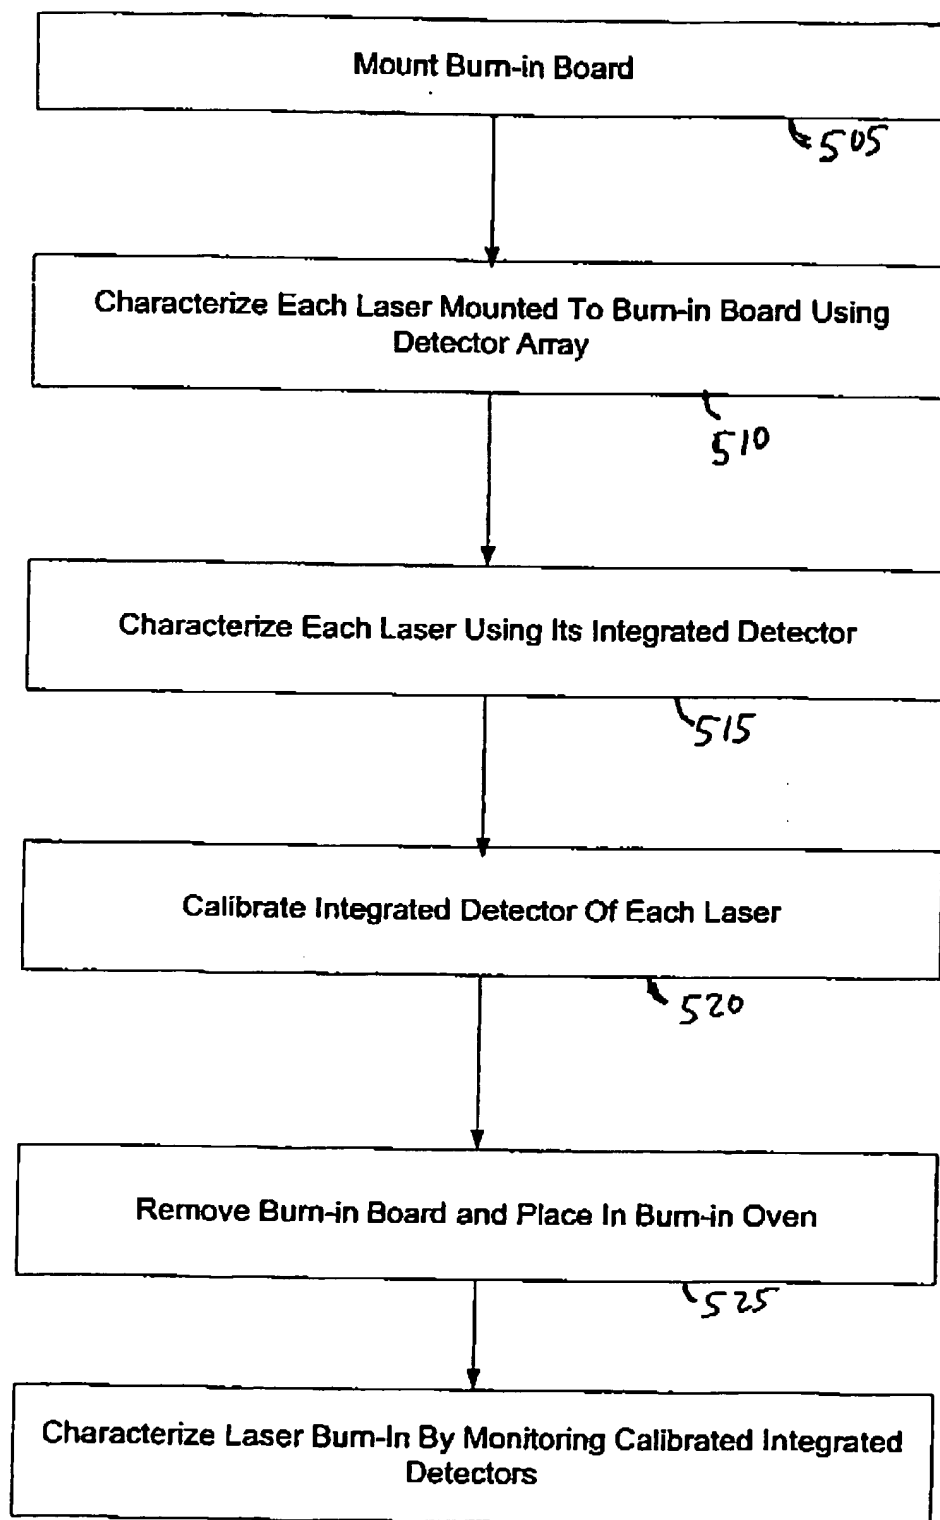 Mount Burn-in Board
505
Characterize Each Laser Mounted To Burn-in Board Using
Detector Array
510
Characterize Each Laser Using Its Integrated Detector
515
Calibrate Integrated Detector Of Each Laser
520
Remove Burn-in Board and Place In Burn-in Oven
525
Characterize Laser Burn-In By Monitoring Calibrated Integrated
Detectors